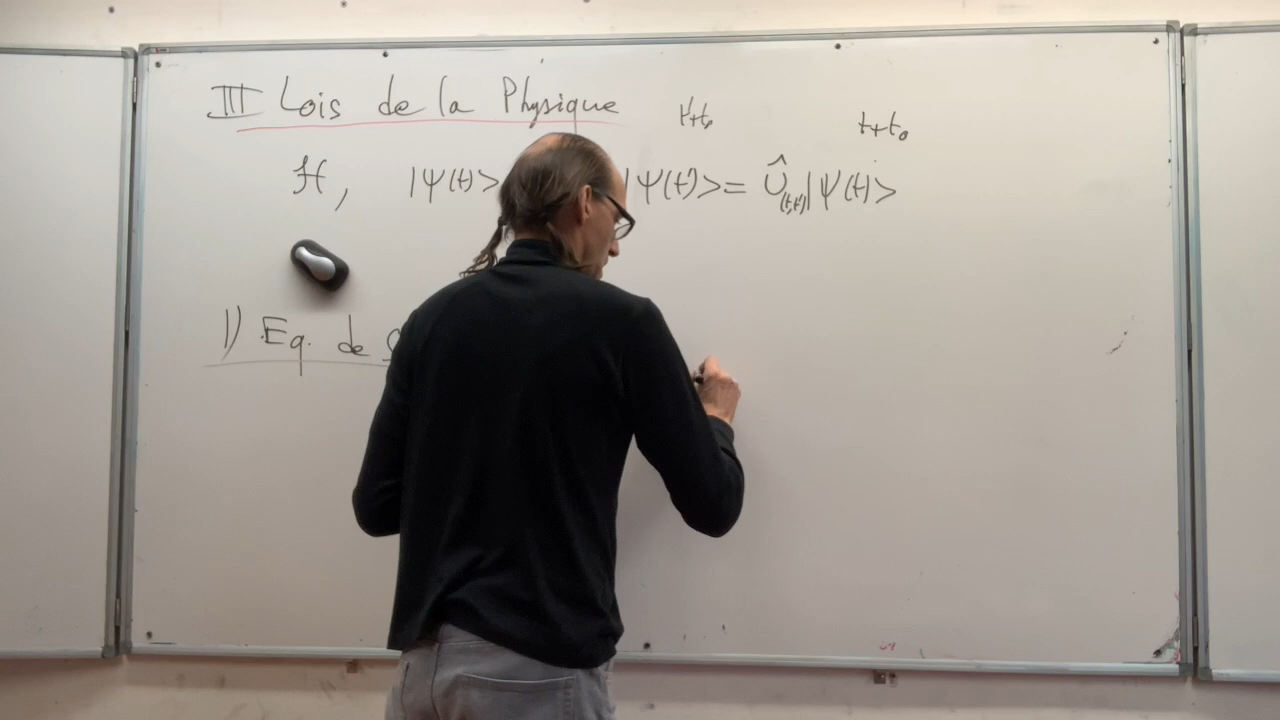 III Lois de la Physique
t'+t₀ t+t₀
ℋ, |Ψ(t)> |Ψ(t')> = Û(t,t')|Ψ(t)>
1) Eq. de